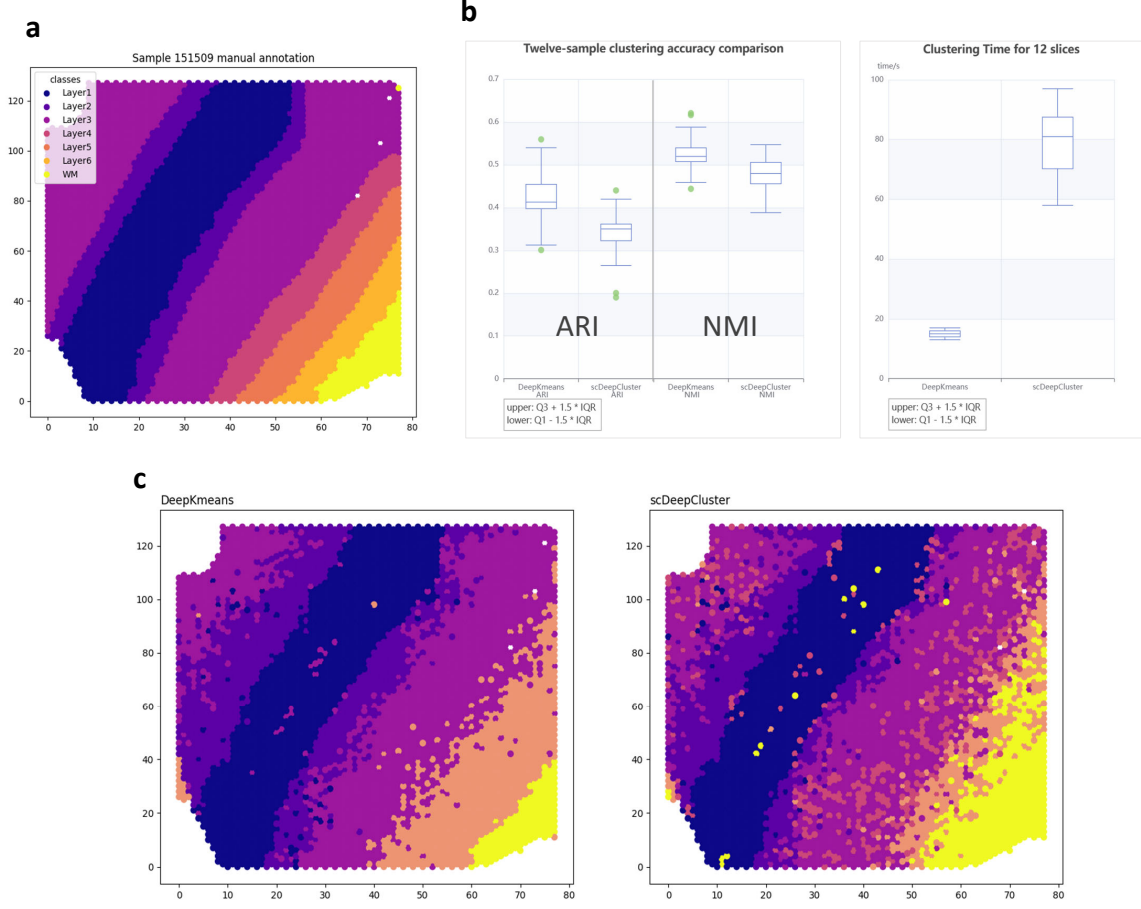 a
Sample 151509 manual annotation
classes
Layer1
Layer2
Layer3
Layer4
Layer5
Layer6
WM
120
100
80
60
40
20
0
0 10 20 30 40 50 60 70 80
b
Twelve-sample clustering accuracy comparison
0.7
0.6
0.5
0.4
0.3
0.2
0.1
0
ARI NMI
DeepKmeans scDeepCluster DeepKmeans scDeepCluster
ARI ARI NMI NMI
upper: Q3 + 1.5 * IQR
lower: Q1 - 1.5 * IQR
Clustering Time for 12 slices
time/s
100
80
60
40
20
0
DeepKmeans scDeepCluster
upper: Q3 + 1.5 * IQR
lower: Q1 - 1.5 * IQR
c
DeepKmeans
120
100
80
60
40
20
0
0 10 20 30 40 50 60 70 80
scDeepCluster
120
100
80
60
40
20
0
0 10 20 30 40 50 60 70 80